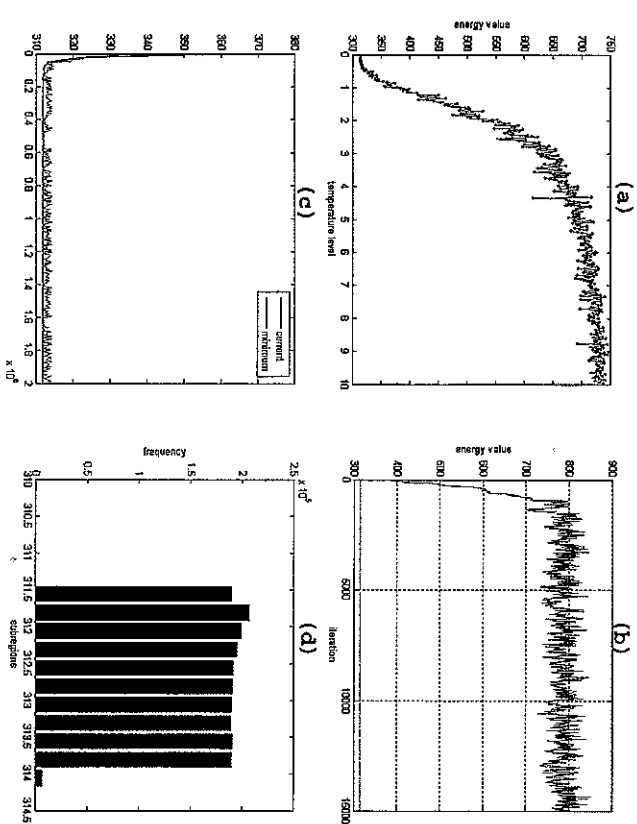 (a)
energy value
750
700
650
600
550
500
450
400
350
300
0 1 2 3 4 5 6 7 8 9 10
temperature level
(b)
energy value
900
800
700
600
500
400
300
0 5000 10000 15000
iteration
(c)
380
370
360
350
340
330
320
310
0 0.2 0.4 0.6 0.8 1 1.2 1.4 1.6 1.8 2
x 10⁶
current
minimum
(d)
x 10⁵
frequency
2.5
2
1.5
1
0.5
0
310 310.5 311 311.5 312 312.5 313 313.5 314 314.5
subregions